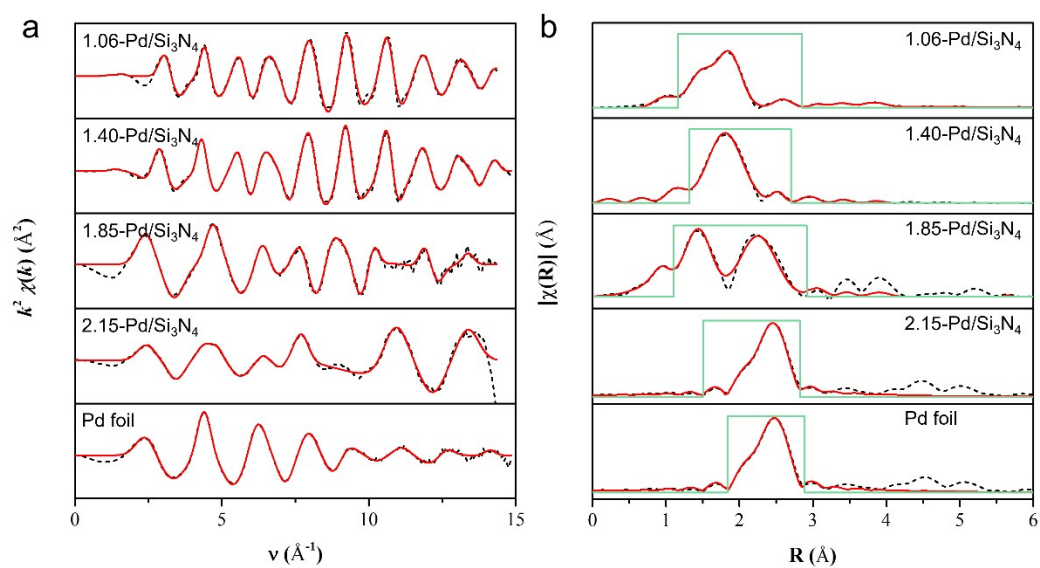 a
1.06-Pd/Si₃N₄
1.40-Pd/Si₃N₄
1.85-Pd/Si₃N₄
2.15-Pd/Si₃N₄
Pd foil
k² χ(k) (Å²)
0 5 10 15
ν (Å⁻¹)
b
1.06-Pd/Si₃N₄
1.40-Pd/Si₃N₄
1.85-Pd/Si₃N₄
2.15-Pd/Si₃N₄
Pd foil
|χ(R)| (Å)
0 1 2 3 4 5 6
R (Å)